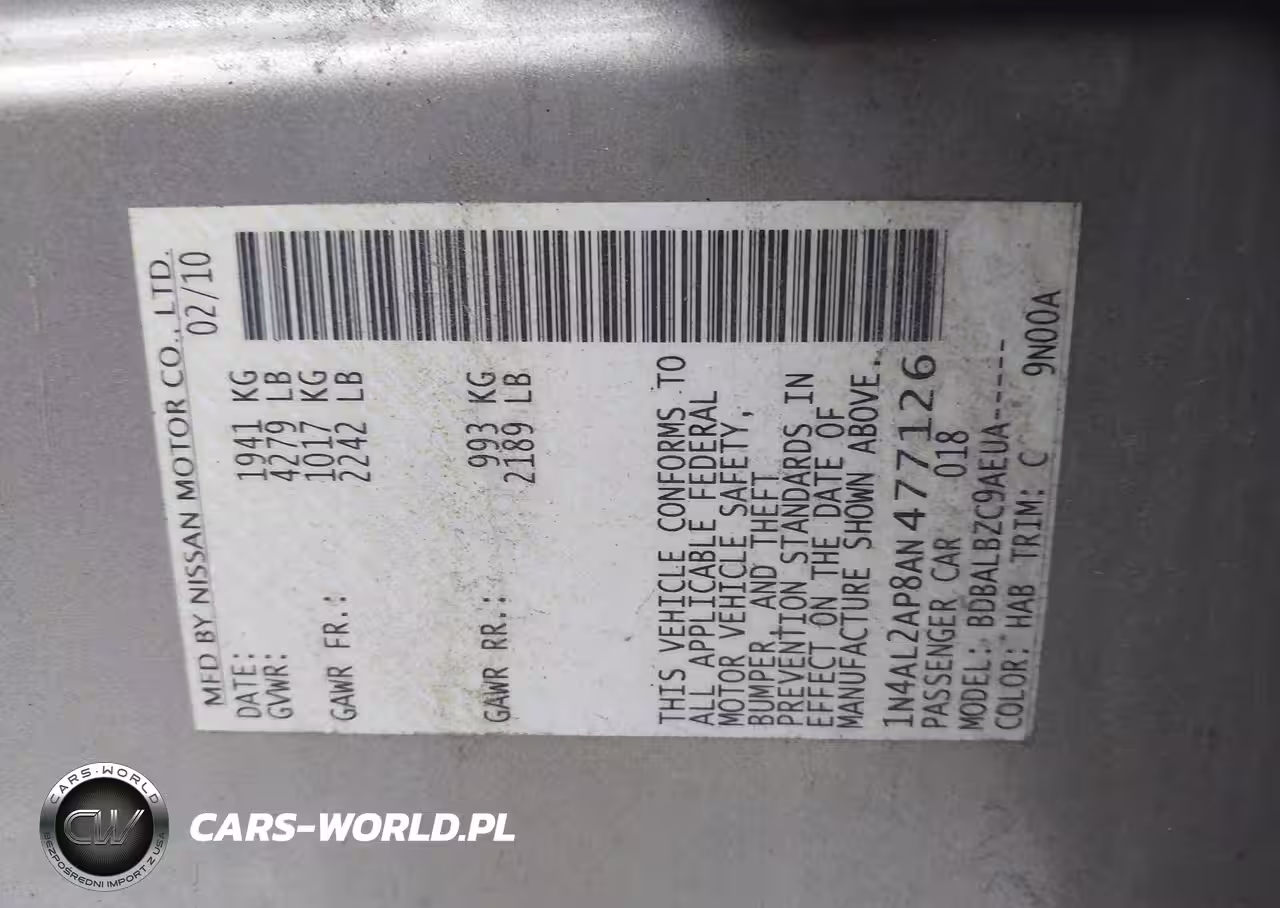 MFD BY NISSAN MOTOR CO., LTD.
DATE: 02/10
GVWR: 1941 KG
4279 LB
GAWR FR.: 1017 KG
2242 LB
GAWR RR.: 993 KG
2189 LB
THIS VEHICLE CONFORMS TO
ALL APPLICABLE FEDERAL
MOTOR VEHICLE SAFETY,
BUMPER, AND THEFT
PREVENTION STANDARDS IN
EFFECT ON THE DATE OF
MANUFACTURE SHOWN ABOVE.
1N4AL2AP8AN477126
PASSENGER CAR 018
MODEL: BDBALBZC9AEUA-----
COLOR: HAB TRIM: C 9N00A
CARS-WORLD
CW
BEZPOŚREDNI IMPORT Z USA
CARS-WORLD.PL